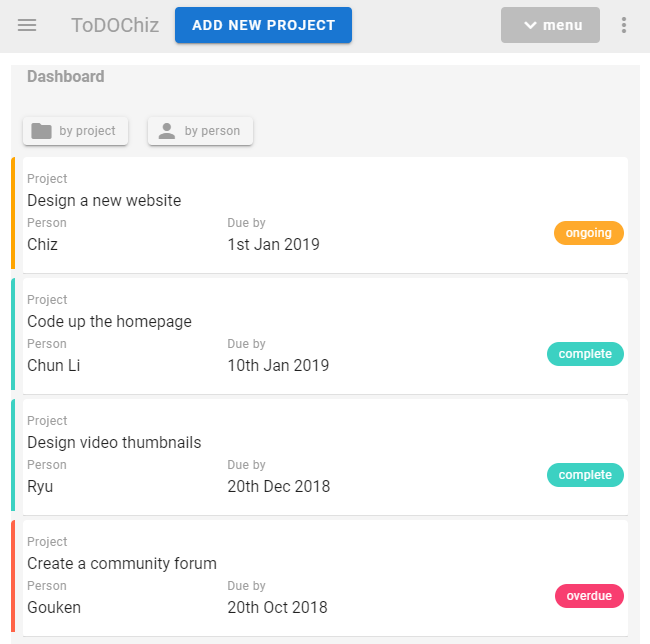 ToDOChiz ADD NEW PROJECT menu
Dashboard
by project by person
Project
Design a new website
Person Due by
Chiz 1st Jan 2019 ongoing
Project
Code up the homepage
Person Due by
Chun Li 10th Jan 2019 complete
Project
Design video thumbnails
Person Due by
Ryu 20th Dec 2018 complete
Project
Create a community forum
Person Due by
Gouken 20th Oct 2018 overdue